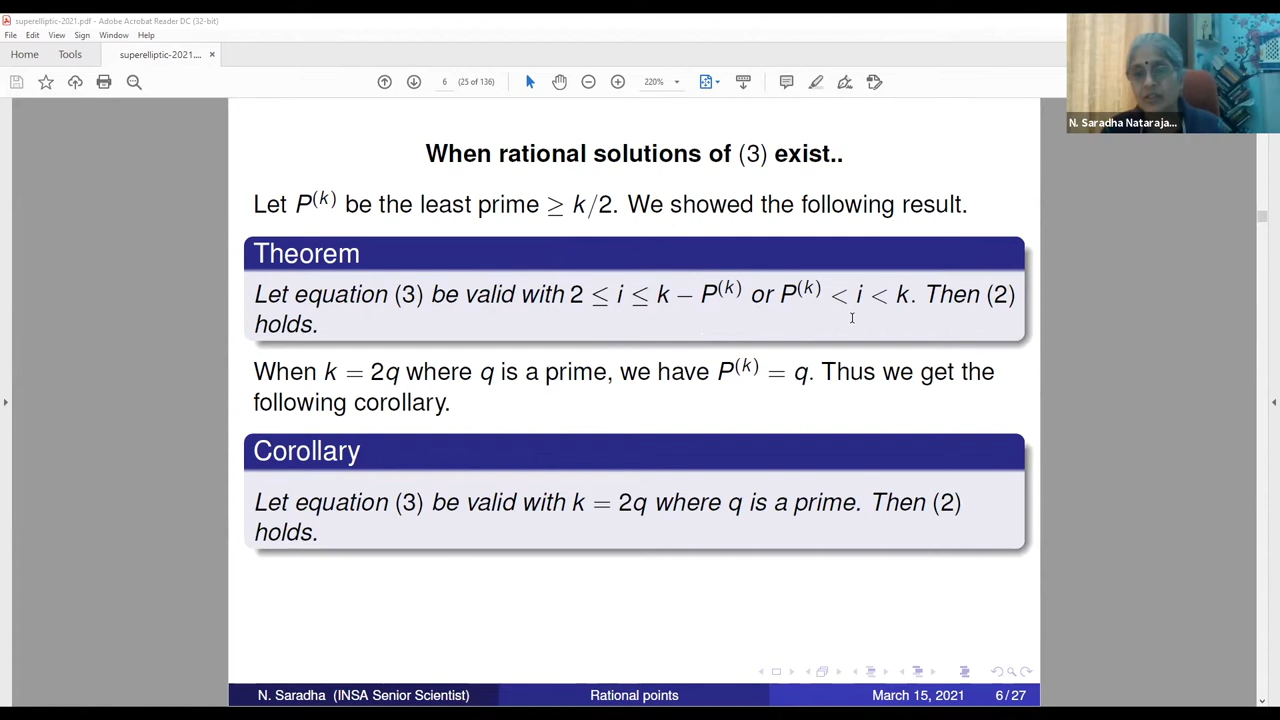 superelliptic-2021.pdf - Adobe Acrobat Reader DC (32-bit)
File Edit View Sign Window Help
Home Tools superelliptic-2021.... ×
6 (25 of 136) 220%
N. Saradha Nataraja...
When rational solutions of (3) exist..
Let P^(k) be the least prime ≥ k/2. We showed the following result.
Theorem
Let equation (3) be valid with 2 ≤ i ≤ k − P^(k) or P^(k) < i < k. Then (2)
holds.
When k = 2q where q is a prime, we have P^(k) = q. Thus we get the
following corollary.
Corollary
Let equation (3) be valid with k = 2q where q is a prime. Then (2)
holds.
N. Saradha (INSA Senior Scientist) Rational points March 15, 2021 6/27